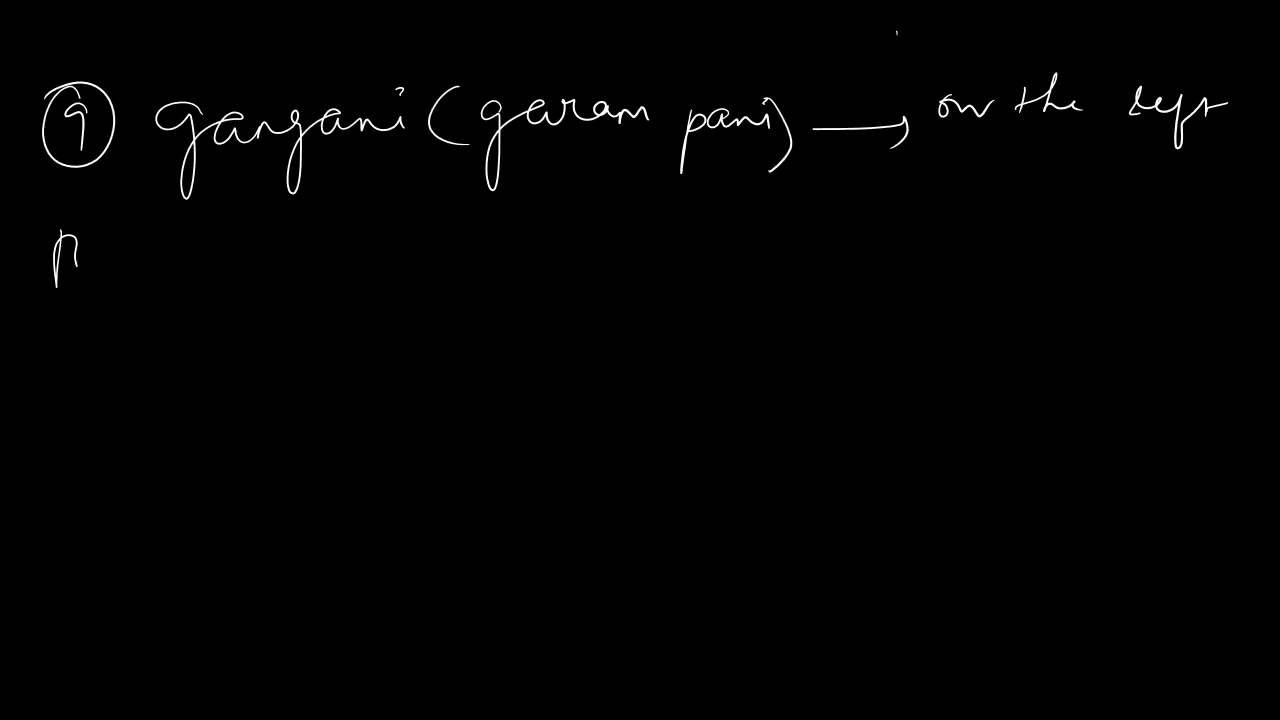 ⑨ gangani (garam pani) → on the left